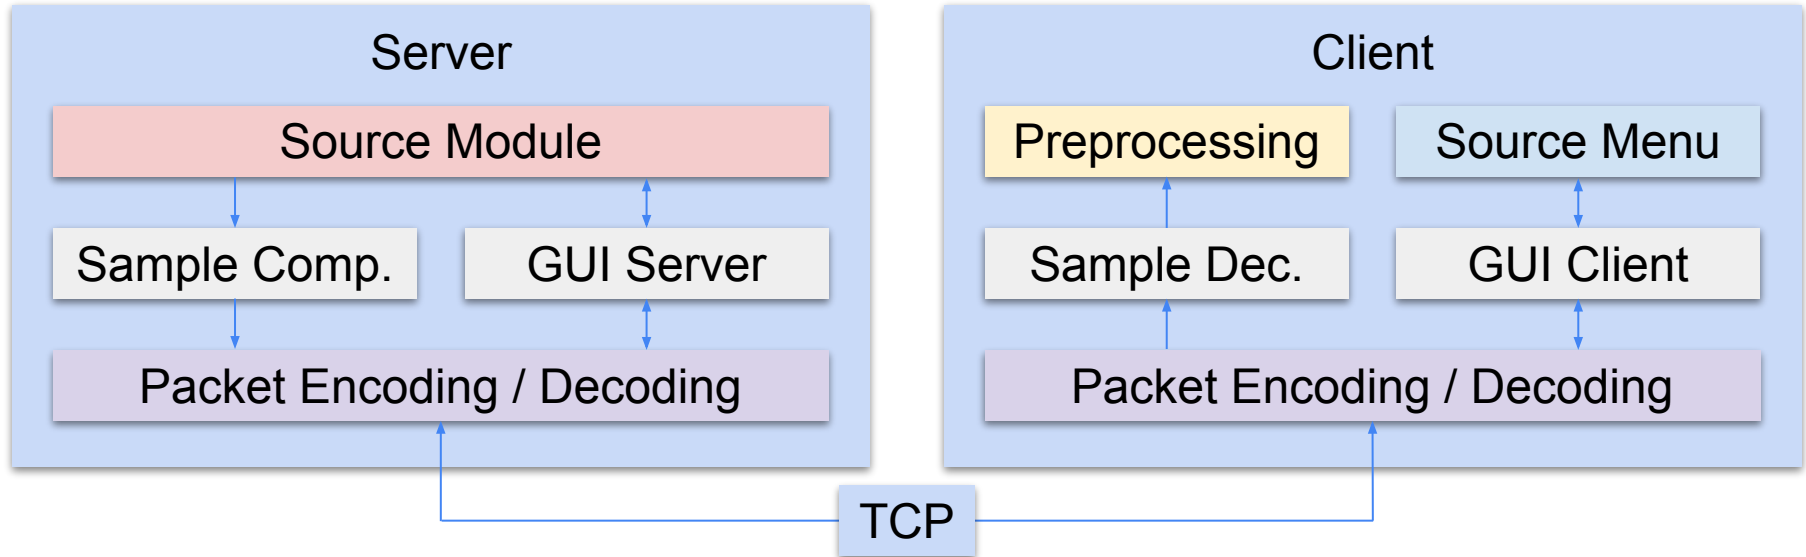 Server
Source Module
Sample Comp.
GUI Server
Packet Encoding / Decoding
Client
Preprocessing
Source Menu
Sample Dec.
GUI Client
Packet Encoding / Decoding
TCP